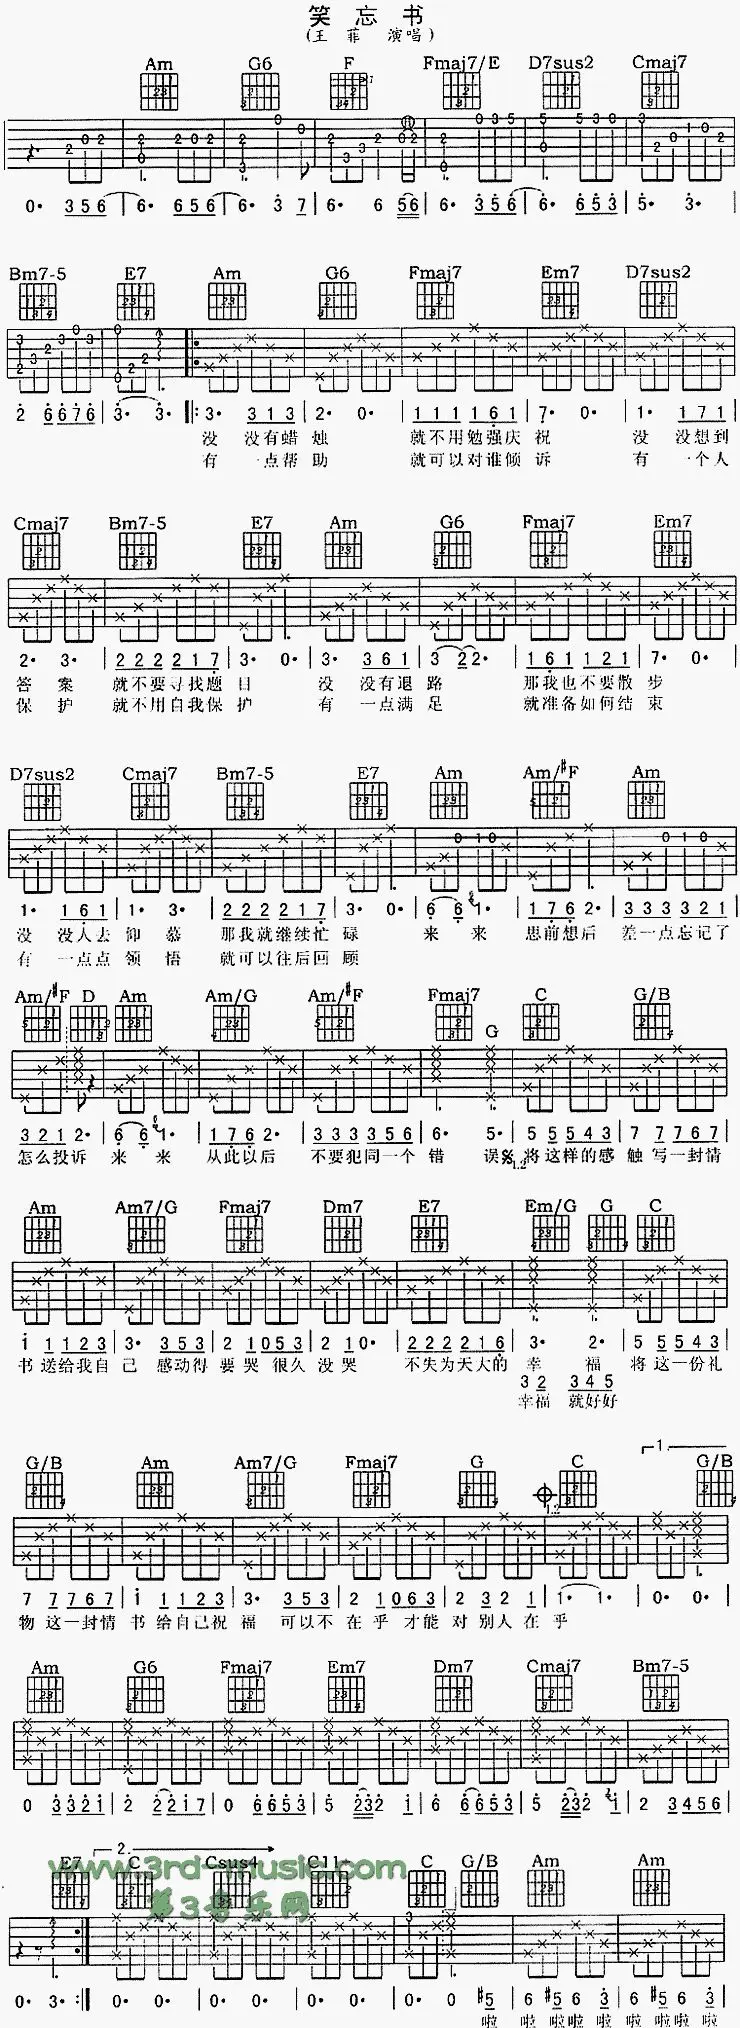 笑 忘 书
(王 菲 演唱)
Am G6 F Fmaj7/E D7sus2 Cmaj7
0· 3 5 6 | 6· 6 5 6 | 6· 3 7 | 6· 6 5 6 | 6· 3 5 6 | 6· 6 5 3 | 5· 3·
Bm7-5 E7 Am G6 Fmaj7 Em7 D7sus2
2 6 6 7 6 | 3· 3· |: 3· 3 1 3 | 2· 0· | 1 1 1 1 6 1 | 7· 0· | 1· 1 7 1
没 没有蜡 烛 就不用勉强庆 祝 没 没想到
有 一点帮 助 就可以对谁倾 诉 有 一个人
Cmaj7 Bm7-5 E7 Am G6 Fmaj7 Em7
2· 3· | 2 2 2 2 1 7 | 3· 0· | 3· 3 6 1 | 3 2 2· | 1 6 1 1 2 1 | 7· 0·
答 案 就不要寻找题 目 没 没有退 路 那我也不要散 步
保 护 就不用自我保 护 有 一点满 足 就准备如何结 束
D7sus2 Cmaj7 Bm7-5 E7 Am Am/#F Am
1· 1 6 1 | 1· 3· | 2 2 2 2 1 7 | 3· 0· | 6 6 1· | 1 7 6 2· | 3 3 3 3 2 1
没 没人去 仰 慕 那我就继续忙 碌 来 来 思前想后 差一点忘记了
有 一点点 领 悟 就可以往后回 顾
Am/#F D Am Am/G Am/#F Fmaj7 G C G/B
3 2 1 2· | 6 6 1· | 1 7 6 2· | 3 3 3 3 5 6 | 6· 5· | 5 5 5 4 3 | 7 7 7 6 7
怎么投诉 来 来 从此以后 不要犯同一个 错 误 1.2 将这样的感 触 写一封情
Am Am7/G Fmaj7 Dm7 E7 Em/G G C
1 1 1 2 3 | 3· 3 5 3 | 2 1 0 5 3 | 2 1 0· | 2 2 2 2 1 6 | 3· 2· | 5 5 5 4 3
书 送给我自 己 感动得 要哭 很久 没哭 不失为天大的 幸 福 将 这一份礼
3 2 3 4 5
幸福 就好好
G/B Am Am7/G Fmaj7 G C 1. G/B
7 7 7 6 7 | 1 1 1 2 3 | 3· 3 5 3 | 2 1 0 6 3 | 2 3 2 1 | 1· 1· | 0· 0·
物 这一封情 书 给自己祝 福 可以不 在乎 才能 对 别人 在 乎
Am G6 Fmaj7 Em7 Dm7 Cmaj7 Bm7-5
0 3 3 2 1 | 2 2 2 1 7 | 0 6 6 5 3 | 5 2 3 2 1 | 6 6 6 5 3 | 5 2 3 2 1 | 2 3 4 5 6
2.
E7 C Csus4 C11- C G/B Am Am
www.3rd-music.com
第3音乐网
0· 3· :| 0· 0· | 0· 0· | 0· 0· | 0· 0 #5 | 6 #5 6 3 | 6 #5 6 3
啦 啦 啦 啦 啦 啦 啦 啦 啦